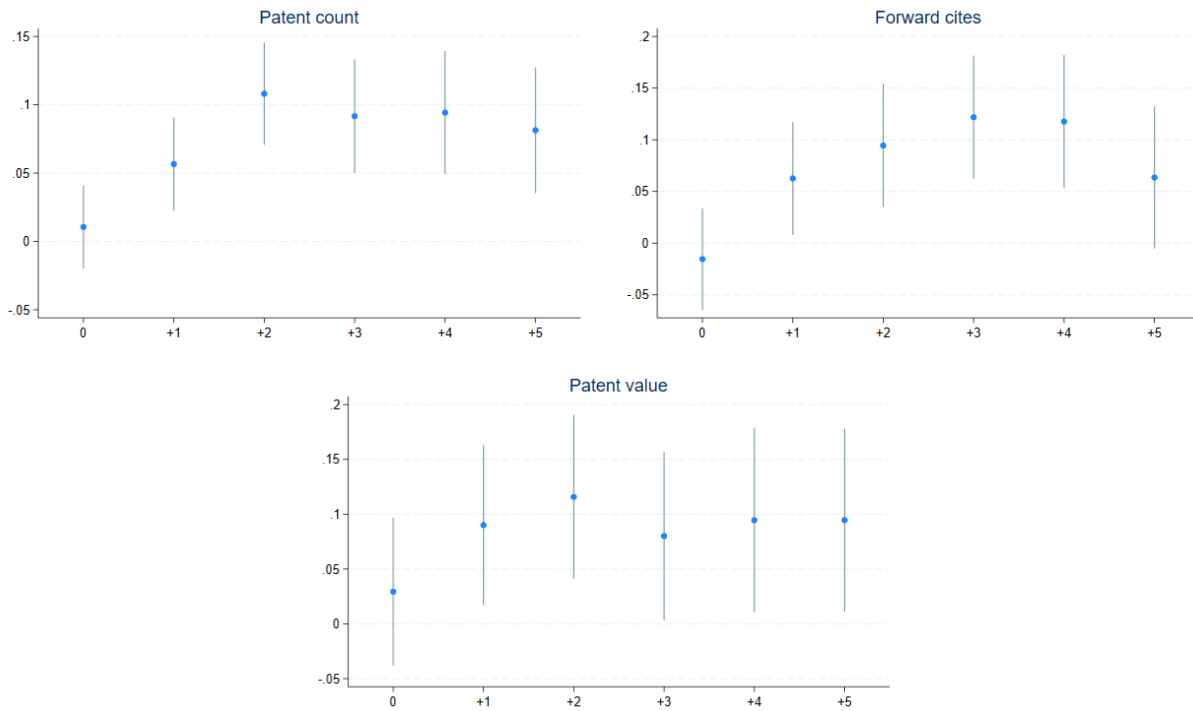 Patent count
.15
.1
.05
0
-.05
0 +1 +2 +3 +4 +5
Forward cites
.2
.15
.1
.05
0
-.05
0 +1 +2 +3 +4 +5
Patent value
.2
.15
.1
.05
0
-.05
0 +1 +2 +3 +4 +5